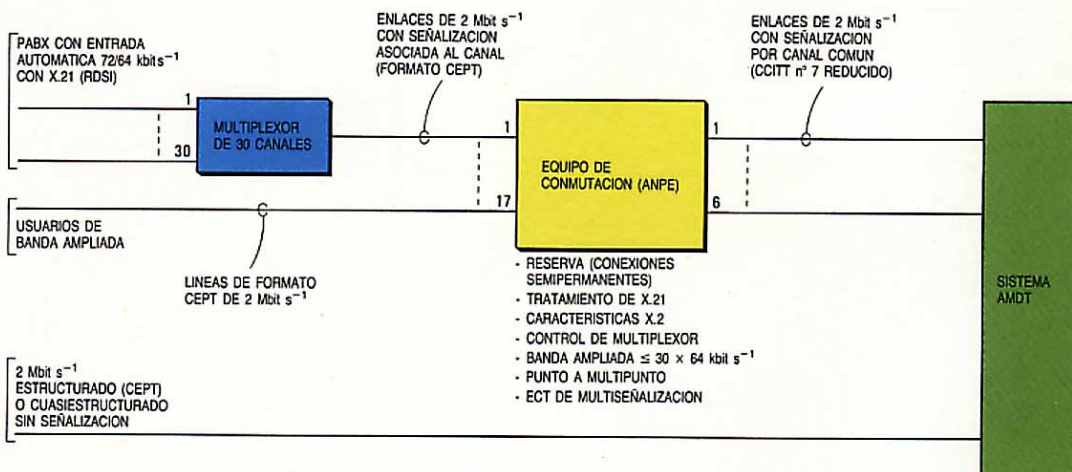 PABX CON ENTRADA
AUTOMATICA 72/64 kbit s⁻¹
CON X.21 (RDSI)
1
30
MULTIPLEXOR
DE 30 CANALES
ENLACES DE 2 Mbit s⁻¹
CON SEÑALIZACION
ASOCIADA AL CANAL
(FORMATO CEPT)
1
17
EQUIPO DE
CONMUTACION (ANPE)
1
6
ENLACES DE 2 Mbit s⁻¹
CON SEÑALIZACION
POR CANAL COMUN
(CCITT nº 7 REDUCIDO)
USUARIOS DE
BANDA AMPLIADA
LINEAS DE FORMATO
CEPT DE 2 Mbit s⁻¹
- RESERVA (CONEXIONES
SEMIPERMANENTES)
- TRATAMIENTO DE X.21
- CARACTERISTICAS X.2
- CONTROL DE MULTIPLEXOR
- BANDA AMPLIADA ≤ 30 × 64 kbit s⁻¹
- PUNTO A MULTIPUNTO
- ECT DE MULTISEÑALIZACION
SISTEMA
AMDT
2 Mbit s⁻¹
ESTRUCTURADO (CEPT)
O CUASIESTRUCTURADO
SIN SEÑALIZACION